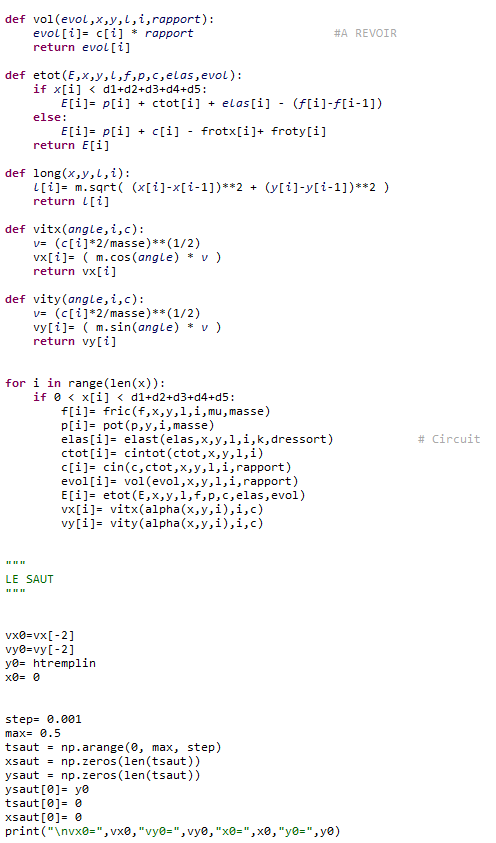 def vol(evol,x,y,l,i,rapport):
    evol[i]= c[i] * rapport                    #A REVOIR
    return evol[i]

def etot(E,x,y,l,f,p,c,elas,evol):
    if x[i] < d1+d2+d3+d4+d5:
        E[i]= p[i] + ctot[i] + elas[i] - (f[i]-f[i-1])
    else:
        E[i]= p[i] + c[i] - frotx[i]+ froty[i]
    return E[i]

def long(x,y,l,i):
    l[i]= m.sqrt( (x[i]-x[i-1])**2 + (y[i]-y[i-1])**2 )
    return l[i]

def vitx(angle,i,c):
    v= (c[i]*2/masse)**(1/2)
    vx[i]= ( m.cos(angle) * v )
    return vx[i]

def vity(angle,i,c):
    v= (c[i]*2/masse)**(1/2)
    vy[i]= ( m.sin(angle) * v )
    return vy[i]


for i in range(len(x)):
    if 0 < x[i] < d1+d2+d3+d4+d5:
        f[i]= fric(f,x,y,l,i,mu,masse)
        p[i]= pot(p,y,i,masse)
        elas[i]= elast(elas,x,y,l,i,k,dressort)            # Circuit
        ctot[i]= cintot(ctot,x,y,l,i)
        c[i]= cin(c,ctot,x,y,l,i,rapport)
        evol[i]= vol(evol,x,y,l,i,rapport)
        E[i]= etot(E,x,y,l,f,p,c,elas,evol)
        vx[i]= vitx(alpha(x,y,i),i,c)
        vy[i]= vity(alpha(x,y,i),i,c)


"""
LE SAUT
"""


vx0=vx[-2]
vy0=vy[-2]
y0= htremplin
x0= 0


step= 0.001
max= 0.5
tsaut = np.arange(0, max, step)
xsaut = np.zeros(len(tsaut))
ysaut = np.zeros(len(tsaut))
ysaut[0]= y0
tsaut[0]= 0
xsaut[0]= 0
print("\nvx0=",vx0,"vy0=",vy0,"x0=",x0,"y0=",y0)